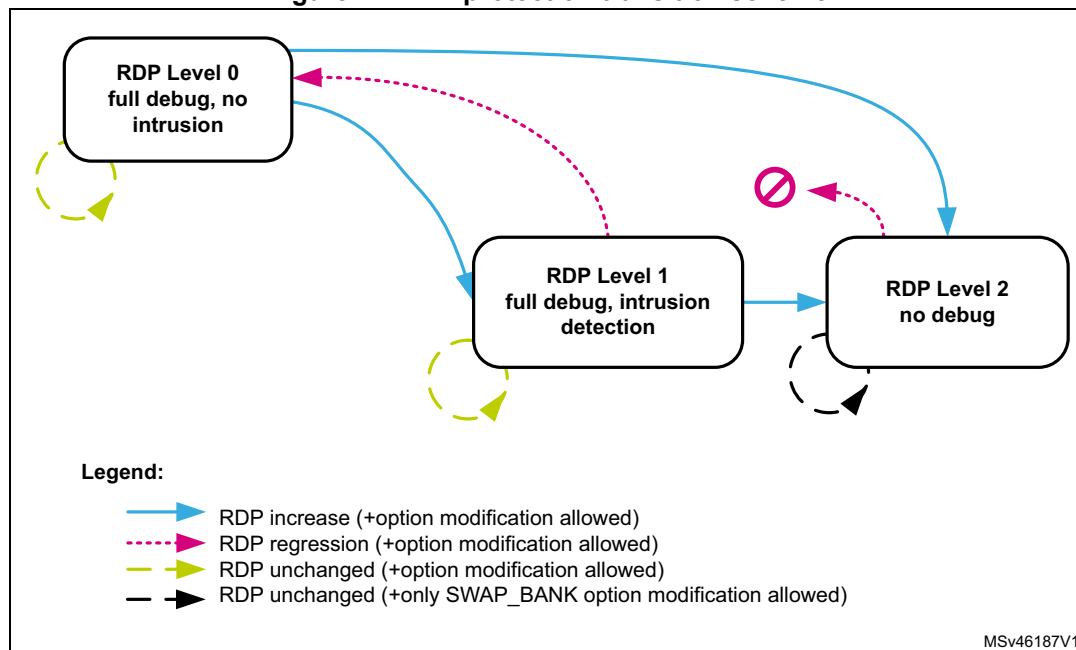 RDP Level 0
full debug, no
intrusion
RDP Level 1
full debug, intrusion
detection
RDP Level 2
no debug
Legend:
RDP increase (+option modification allowed)
RDP regression (+option modification allowed)
RDP unchanged (+option modification allowed)
RDP unchanged (+only SWAP_BANK option modification allowed)
MSv46187V1